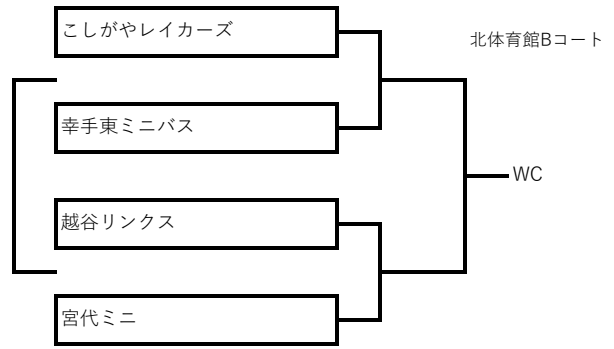 こしがやレイカーズ
北体育館Bコート
幸手東ミニバス
WC
越谷リンクス
宮代ミニ